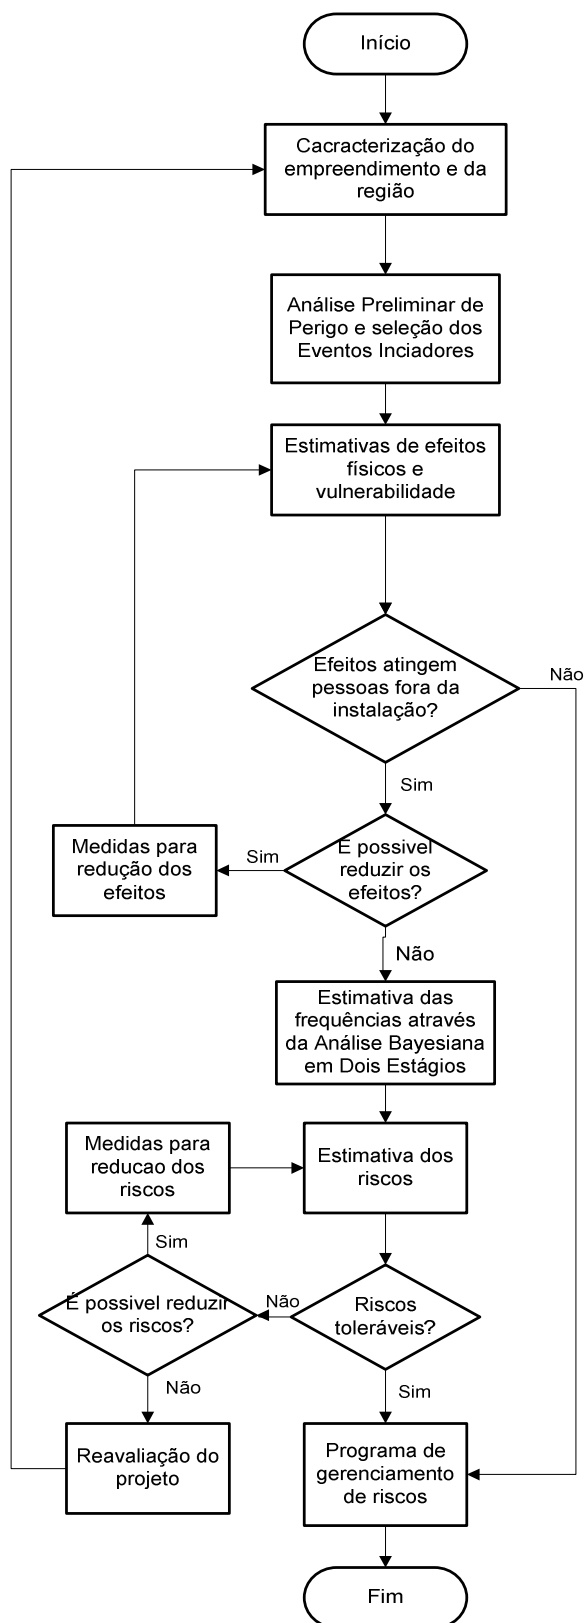 Início
Cacracterização do
empreendimento e da
região
Análise Preliminar de
Perigo e seleção dos
Eventos Inciadores
Estimativas de efeitos
físicos e
vulnerabilidade
Efeitos atingem
pessoas fora da
instalação?
Não
Sim
É possivel
reduzir os
efeitos?
Sim
Medidas para
redução dos
efeitos
Não
Estimativa das
frequências através
da Análise Bayesiana
em Dois Estágios
Medidas para
reducao dos
riscos
Estimativa dos
riscos
Sim
É possivel reduzir
os riscos?
Não
Riscos
toleráveis?
Não
Sim
Reavaliação do
projeto
Programa de
gerenciamento
de riscos
Fim